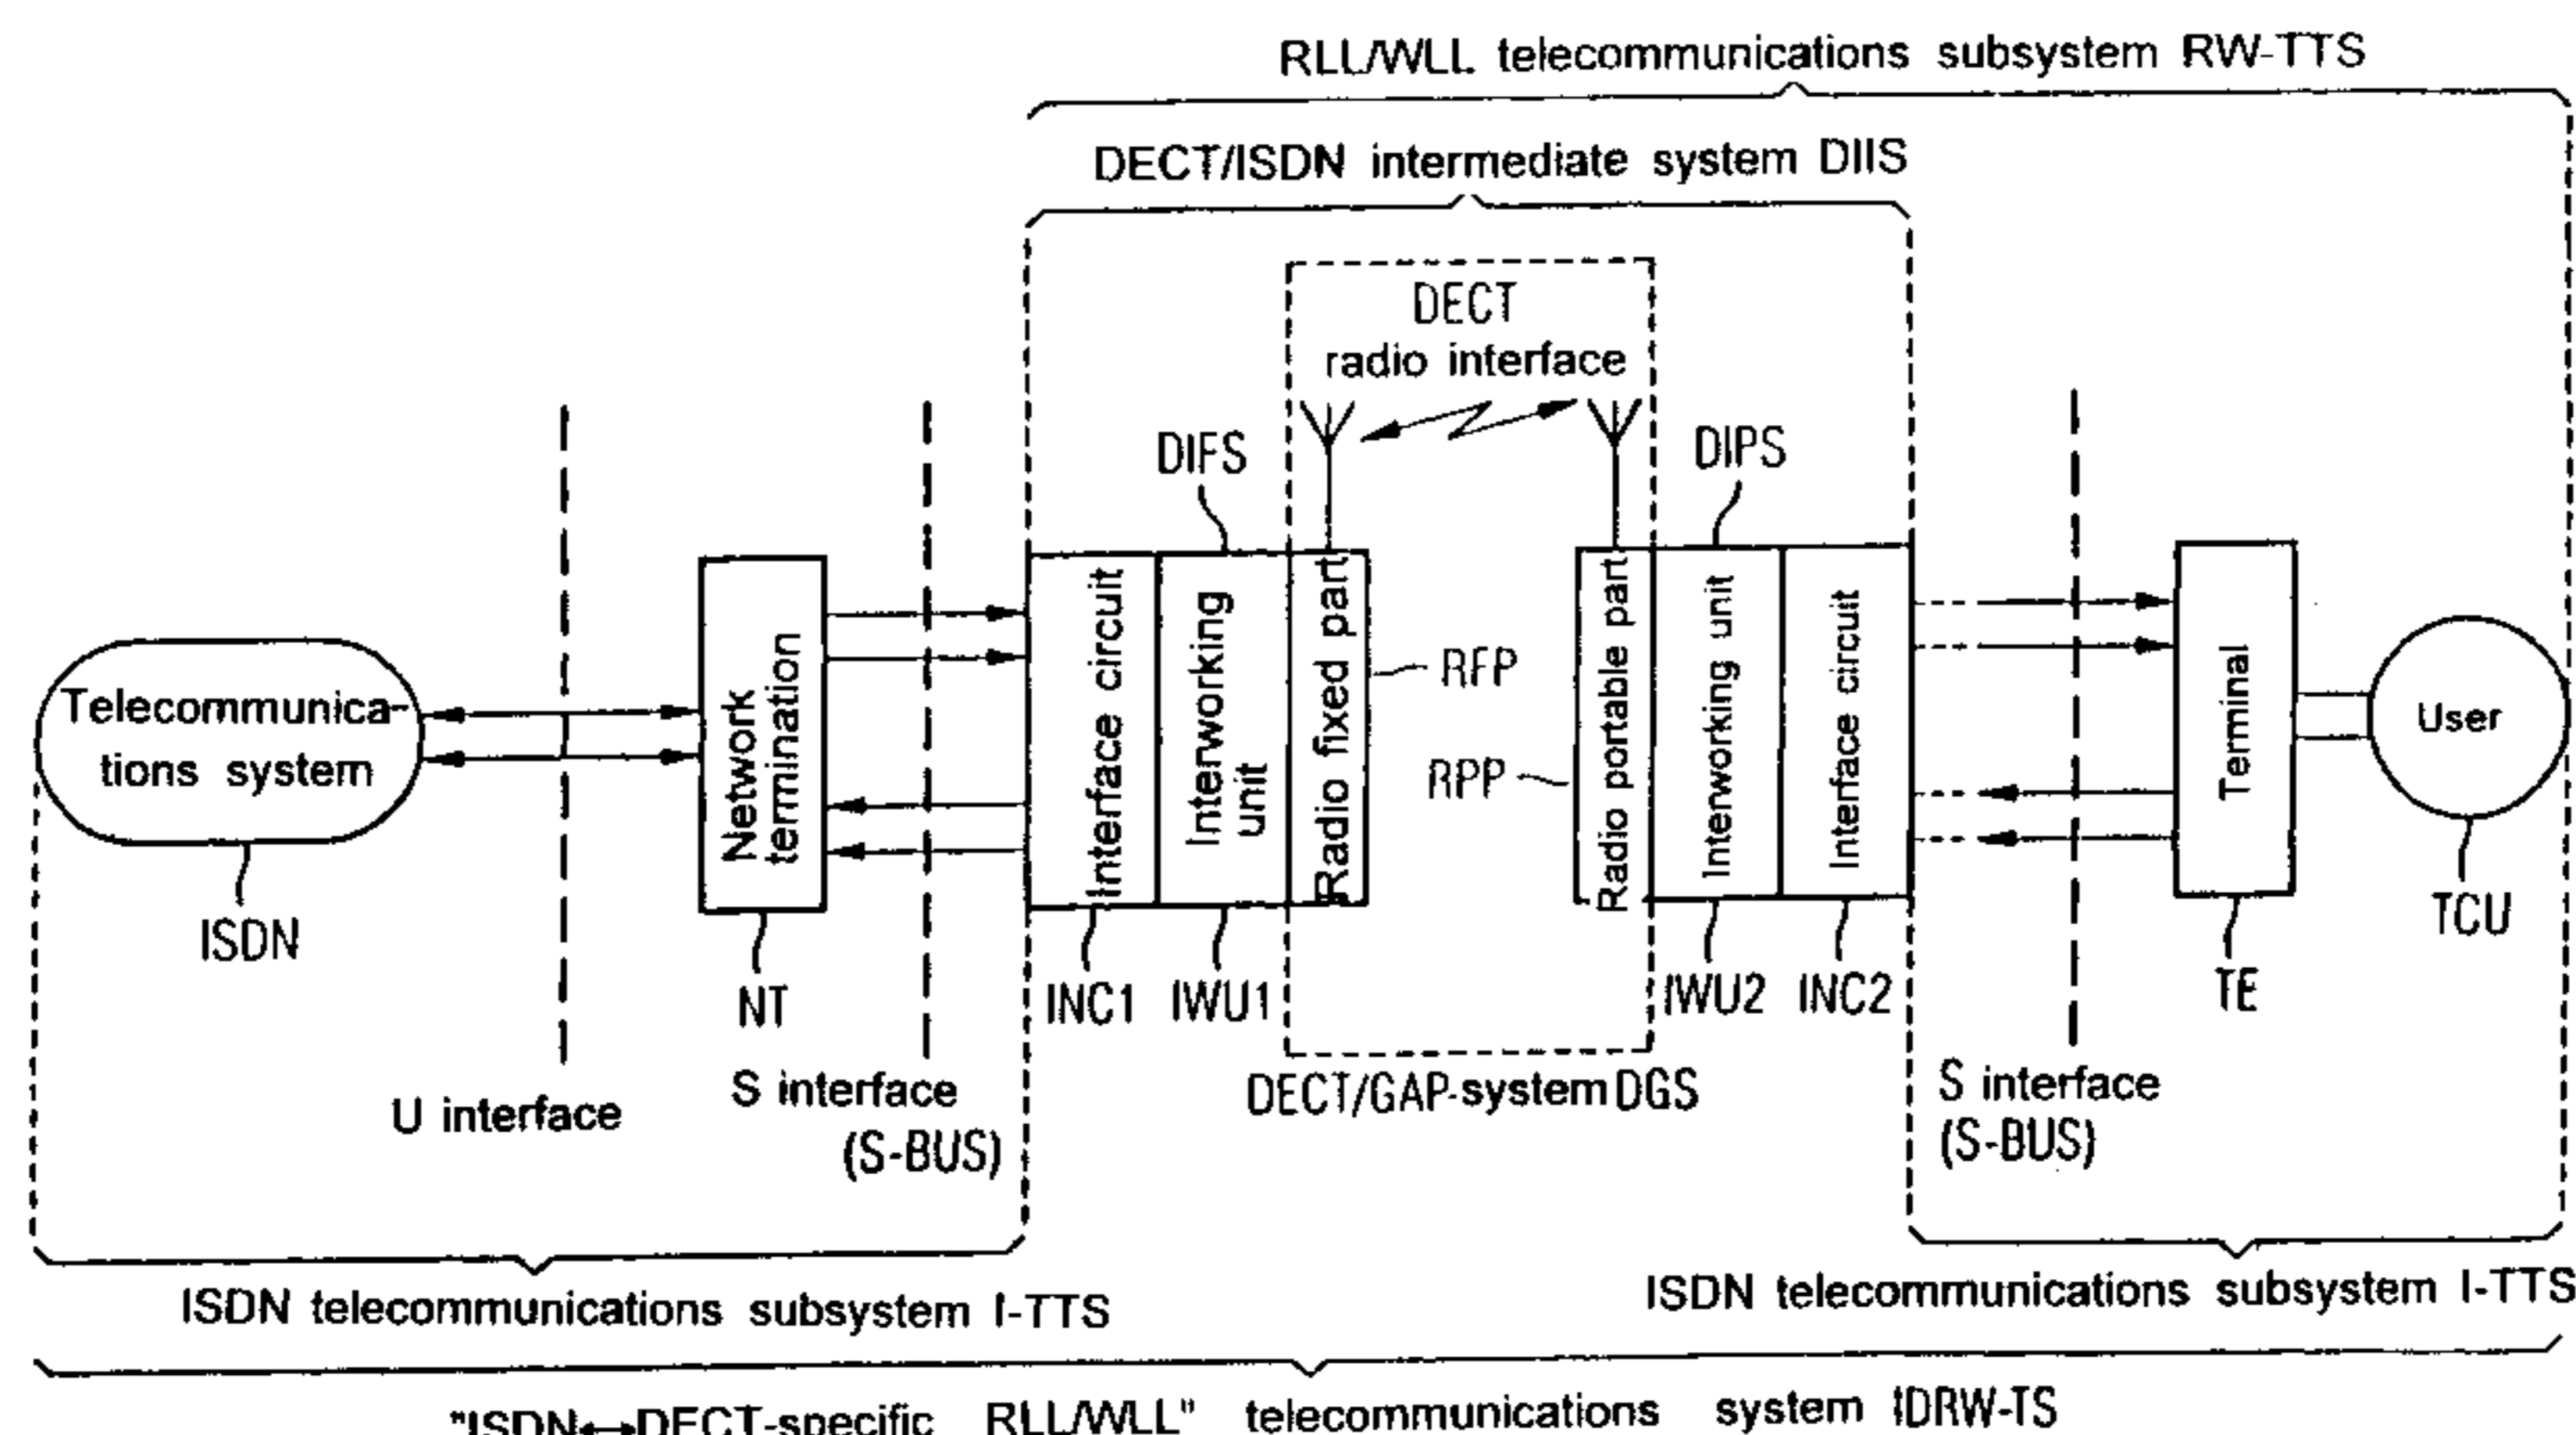 RLL/WLL telecommunications subsystem RW-TTS
DECT/ISDN intermediate system DIIS
DECT
radio interface
DIFS
DIPS
Telecommunica-
tions system
Network
termination
Interface circuit
Interworking
unit
Radio fixed part
RFP
RPP
Radio portable part
Interworking unit
Interface circuit
Terminal
User
ISDN
NT
INC1
IWU1
IWU2
INC2
TE
TCU
U interface
S interface
(S-BUS)
DECT/GAP-system DGS
S interface
(S-BUS)
ISDN telecommunications subsystem I-TTS
ISDN telecommunications subsystem I-TTS
"ISDN↔DECT-specific RLL/WLL" telecommunications system IDRW-TS